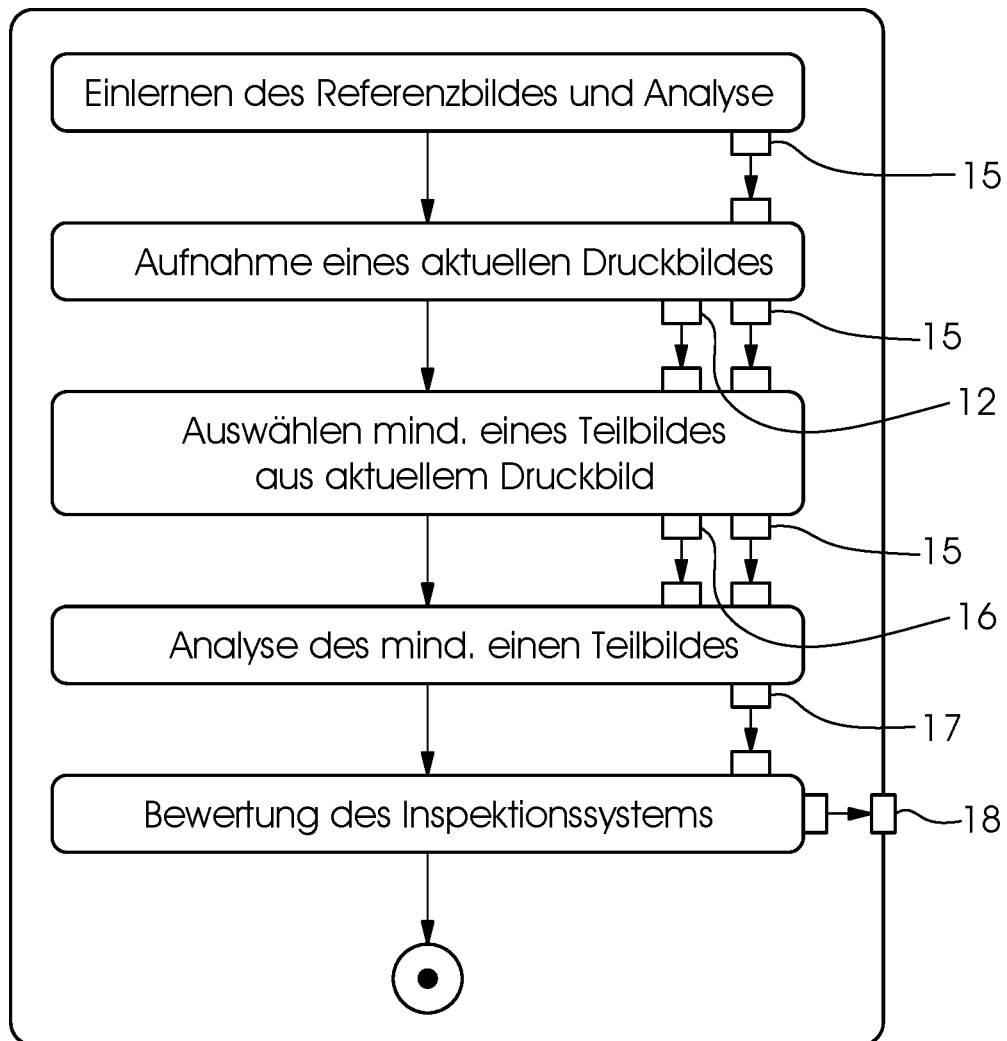 Einlernen des Referenzbildes und Analyse
15
Aufnahme eines aktuellen Druckbildes
15
12
Auswählen mind. eines Teilbildes
aus aktuellem Druckbild
15
16
Analyse des mind. einen Teilbildes
17
Bewertung des Inspektionssystems
18